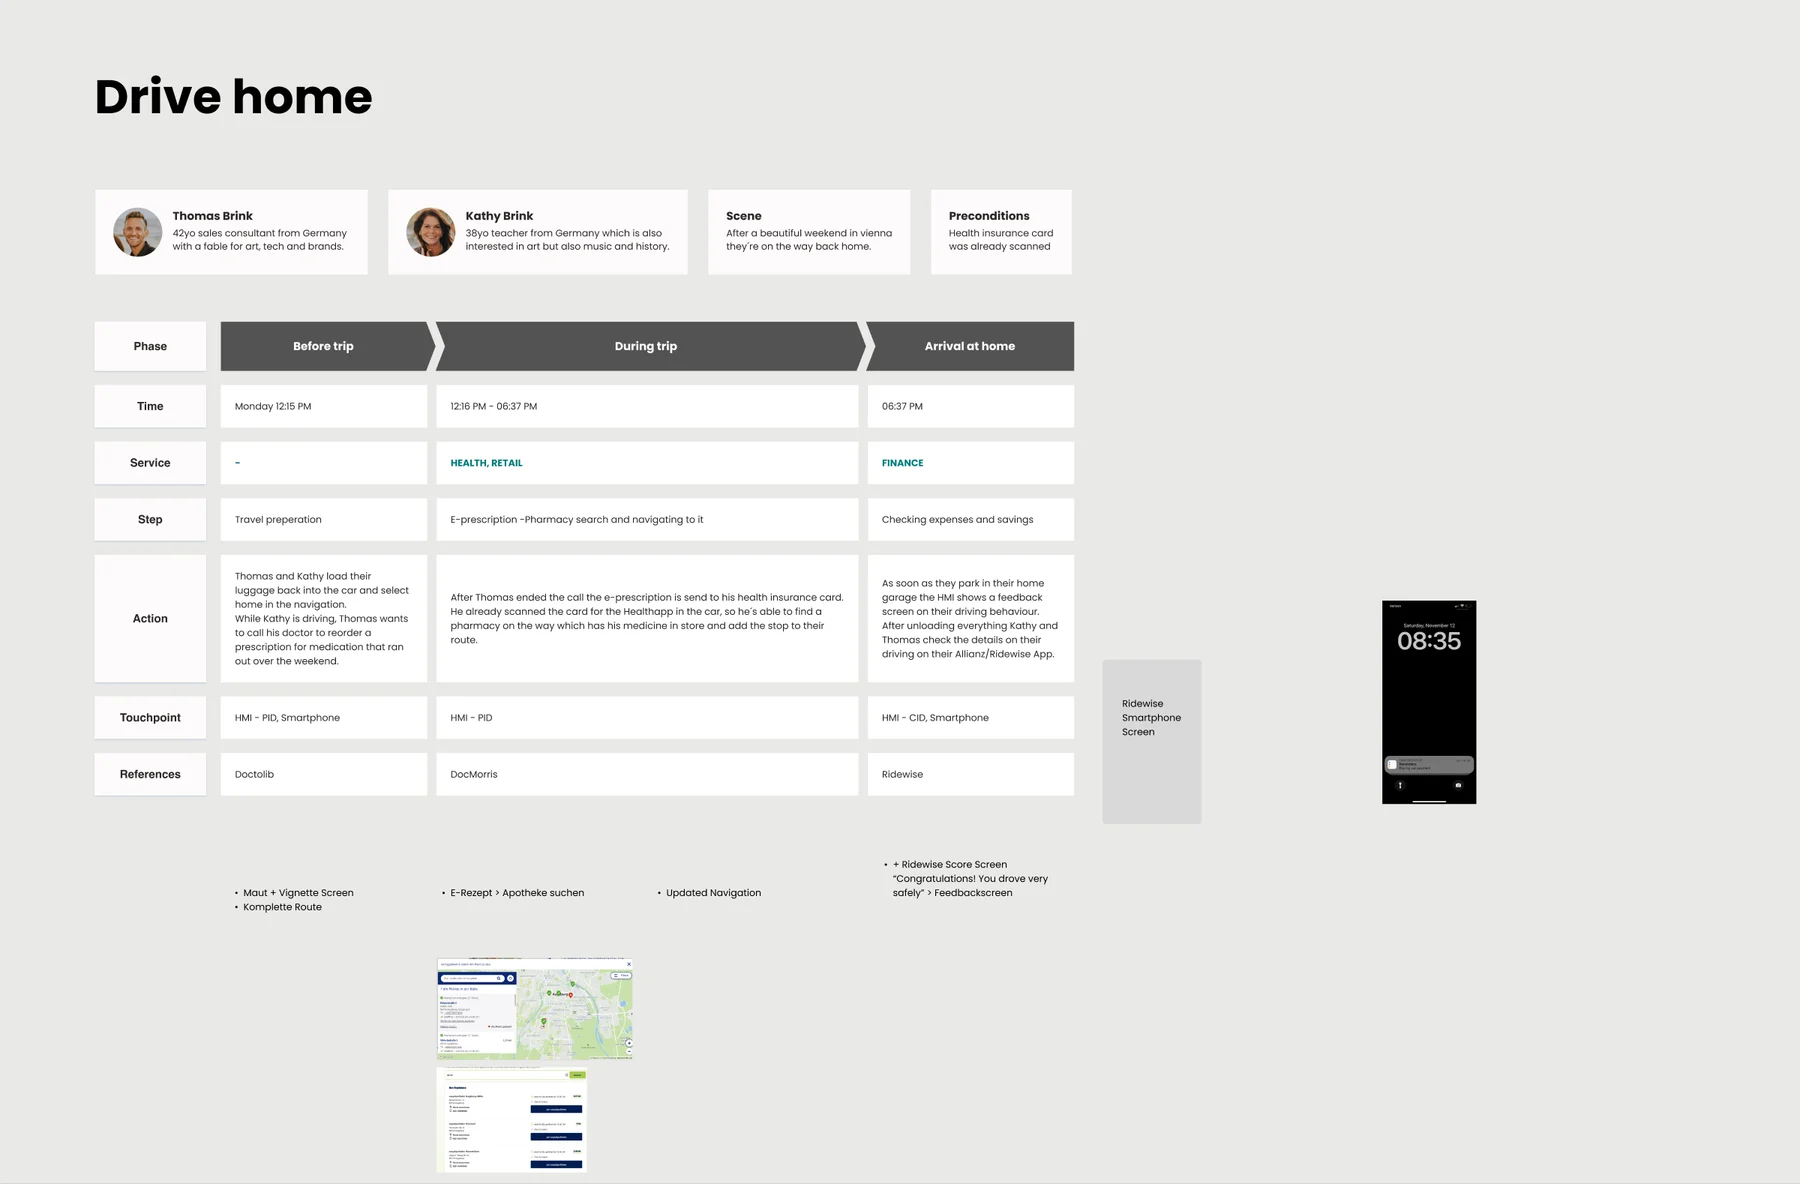 Drive home
Thomas Brink
42yo sales consultant from Germany
with a fable for art, tech and brands.
Kathy Brink
38yo teacher from Germany which is also
interested in art but also music and history.
Scene
After a beautiful weekend in vienna
they´re on the way back home.
Preconditions
Health insurance card
was already scanned
Phase
Before trip
During trip
Arrival at home
Time
Monday 12:15 PM
12:16 PM - 06:37 PM
06:37 PM
Service
-
HEALTH, RETAIL
FINANCE
Step
Travel preperation
E-prescription -Pharmacy search and navigating to it
Checking expenses and savings
Action
Thomas and Kathy load their
luggage back into the car and select
home in the navigation.
While Kathy is driving, Thomas wants
to call his doctor to reorder a
prescription for medication that ran
out over the weekend.
After Thomas ended the call the e-prescription is send to his health insurance card.
He already scanned the card for the Healthapp in the car, so he´s able to find a
pharmacy on the way which has his medicine in store and add the stop to their
route.
As soon as they park in their home
garage the HMI shows a feedback
screen on their driving behaviour.
After unloading everything Kathy and
Thomas check the details on their
driving on their Allianz/Ridewise App.
Touchpoint
HMI - PID, Smartphone
HMI - PID
HMI - CID, Smartphone
References
Doctolib
DocMorris
Ridewise
Ridewise
Smartphone
Screen
Saturday, November 12
08:35
• Maut + Vignette Screen
• Komplette Route
• E-Rezept > Apotheke suchen
• Updated Navigation
• + Ridewise Score Screen
“Congratulations! You drove very
safely” > Feedbackscreen